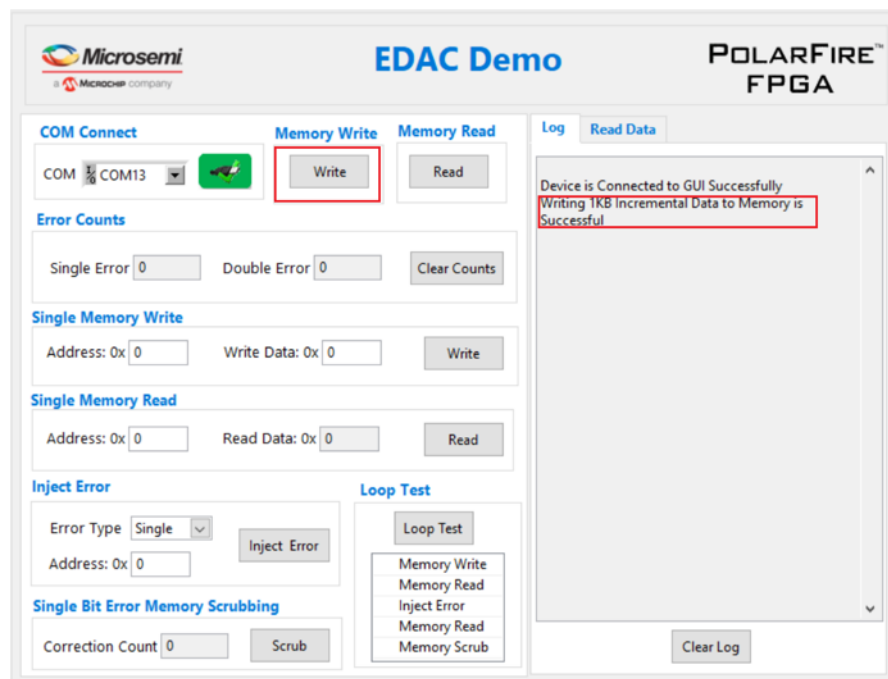 Microsemi
a MICROCHIP company
EDAC Demo
POLARFIRE™
FPGA
COM Connect
Memory Write
Memory Read
COM COM13
Write
Read
Error Counts
Single Error 0
Double Error 0
Clear Counts
Single Memory Write
Address: 0x 0
Write Data: 0x 0
Write
Single Memory Read
Address: 0x 0
Read Data: 0x 0
Read
Inject Error
Error Type Single
Address: 0x 0
Inject Error
Loop Test
Loop Test
Memory Write
Memory Read
Inject Error
Memory Read
Memory Scrub
Single Bit Error Memory Scrubbing
Correction Count 0
Scrub
Log
Read Data
Device is Connected to GUI Successfully
Writing 1KB Incremental Data to Memory is
Successful
Clear Log